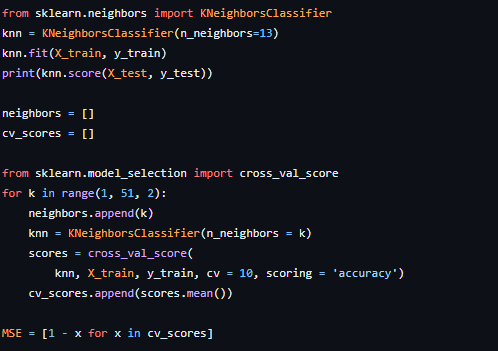 from sklearn.neighbors import KNeighborsClassifier
knn = KNeighborsClassifier(n_neighbors=13)
knn.fit(X_train, y_train)
print(knn.score(X_test, y_test))

neighbors = []
cv_scores = []

from sklearn.model_selection import cross_val_score
for k in range(1, 51, 2):
    neighbors.append(k)
    knn = KNeighborsClassifier(n_neighbors = k)
    scores = cross_val_score(
        knn, X_train, y_train, cv = 10, scoring = 'accuracy')
    cv_scores.append(scores.mean())

MSE = [1 - x for x in cv_scores]